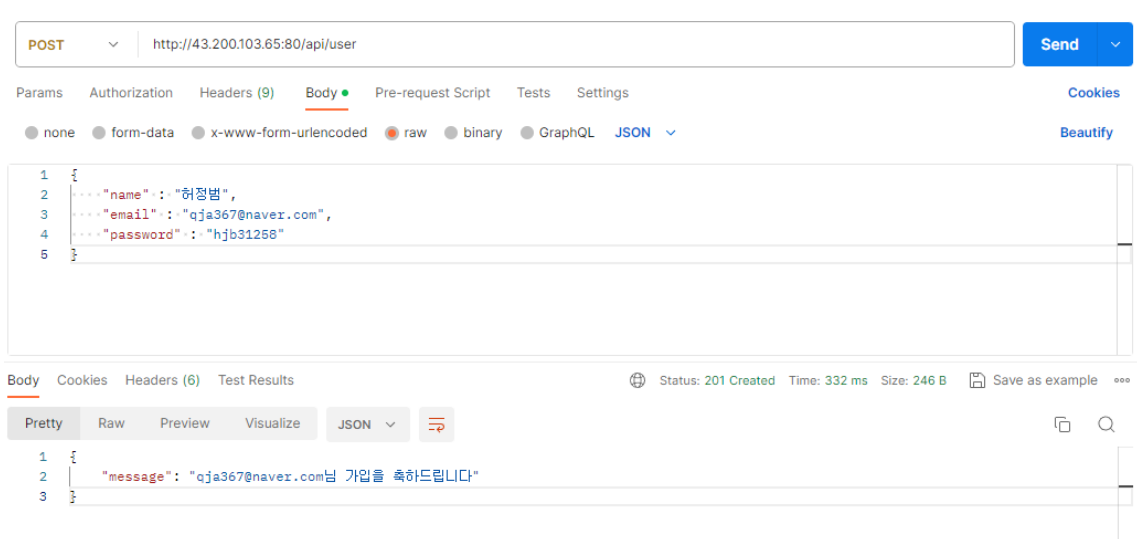 POST http://43.200.103.65:80/api/user Send
Params Authorization Headers (9) Body Pre-request Script Tests Settings Cookies
none form-data x-www-form-urlencoded raw binary GraphQL JSON Beautify
1 {
2 "name" : "허정범",
3 "email" : "qja367@naver.com",
4 "password" : "hjb31258"
5 }
Body Cookies Headers (6) Test Results Status: 201 Created Time: 332 ms Size: 246 B Save as example
Pretty Raw Preview Visualize JSON
1 {
2 "message": "qja367@naver.com님 가입을 축하드립니다"
3 }